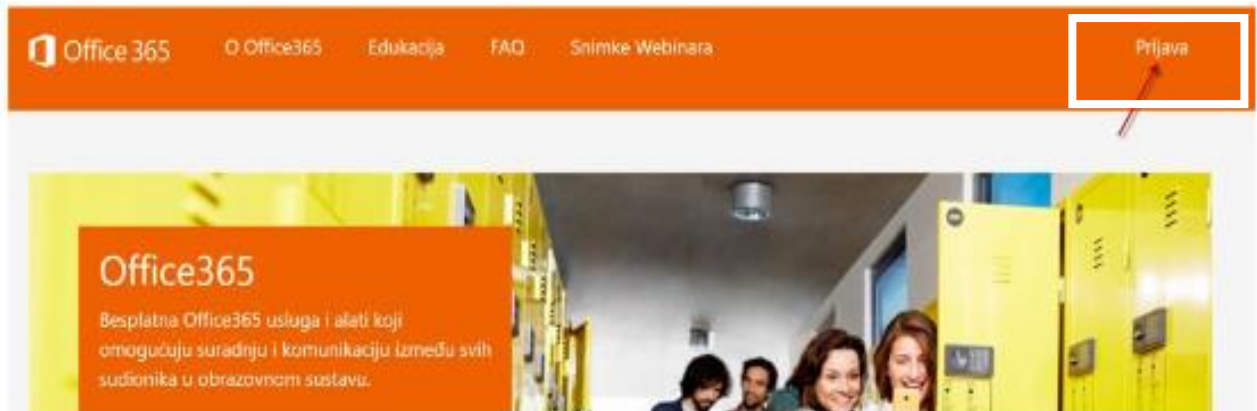 Office 365
O Office365
Edukacija
FAQ
Snimke Webinara
Prijava
Office365
Besplatna Office365 usluga i alati koji
omogućuju suradnju i komunikaciju između svih
sudionika u obrazovnom sustavu.